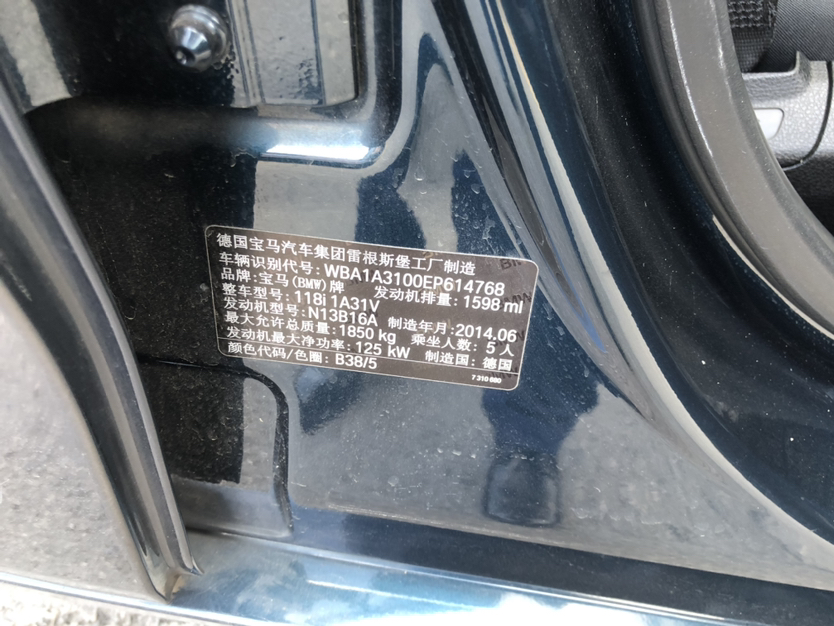 德国宝马汽车集团雷根斯堡工厂制造
车辆识别代号: WBA1A3100EP614768
品牌: 宝马(BMW)牌 发动机排量: 1598 ml
整车型号: 118i 1A31V
发动机型号: N13B16A 制造年月: 2014.06
最大允许总质量: 1850 kg 乘坐人数: 5 人
发动机最大净功率: 125 kW 制造国: 德国
颜色代码/色圈: B38/5
7 310 880